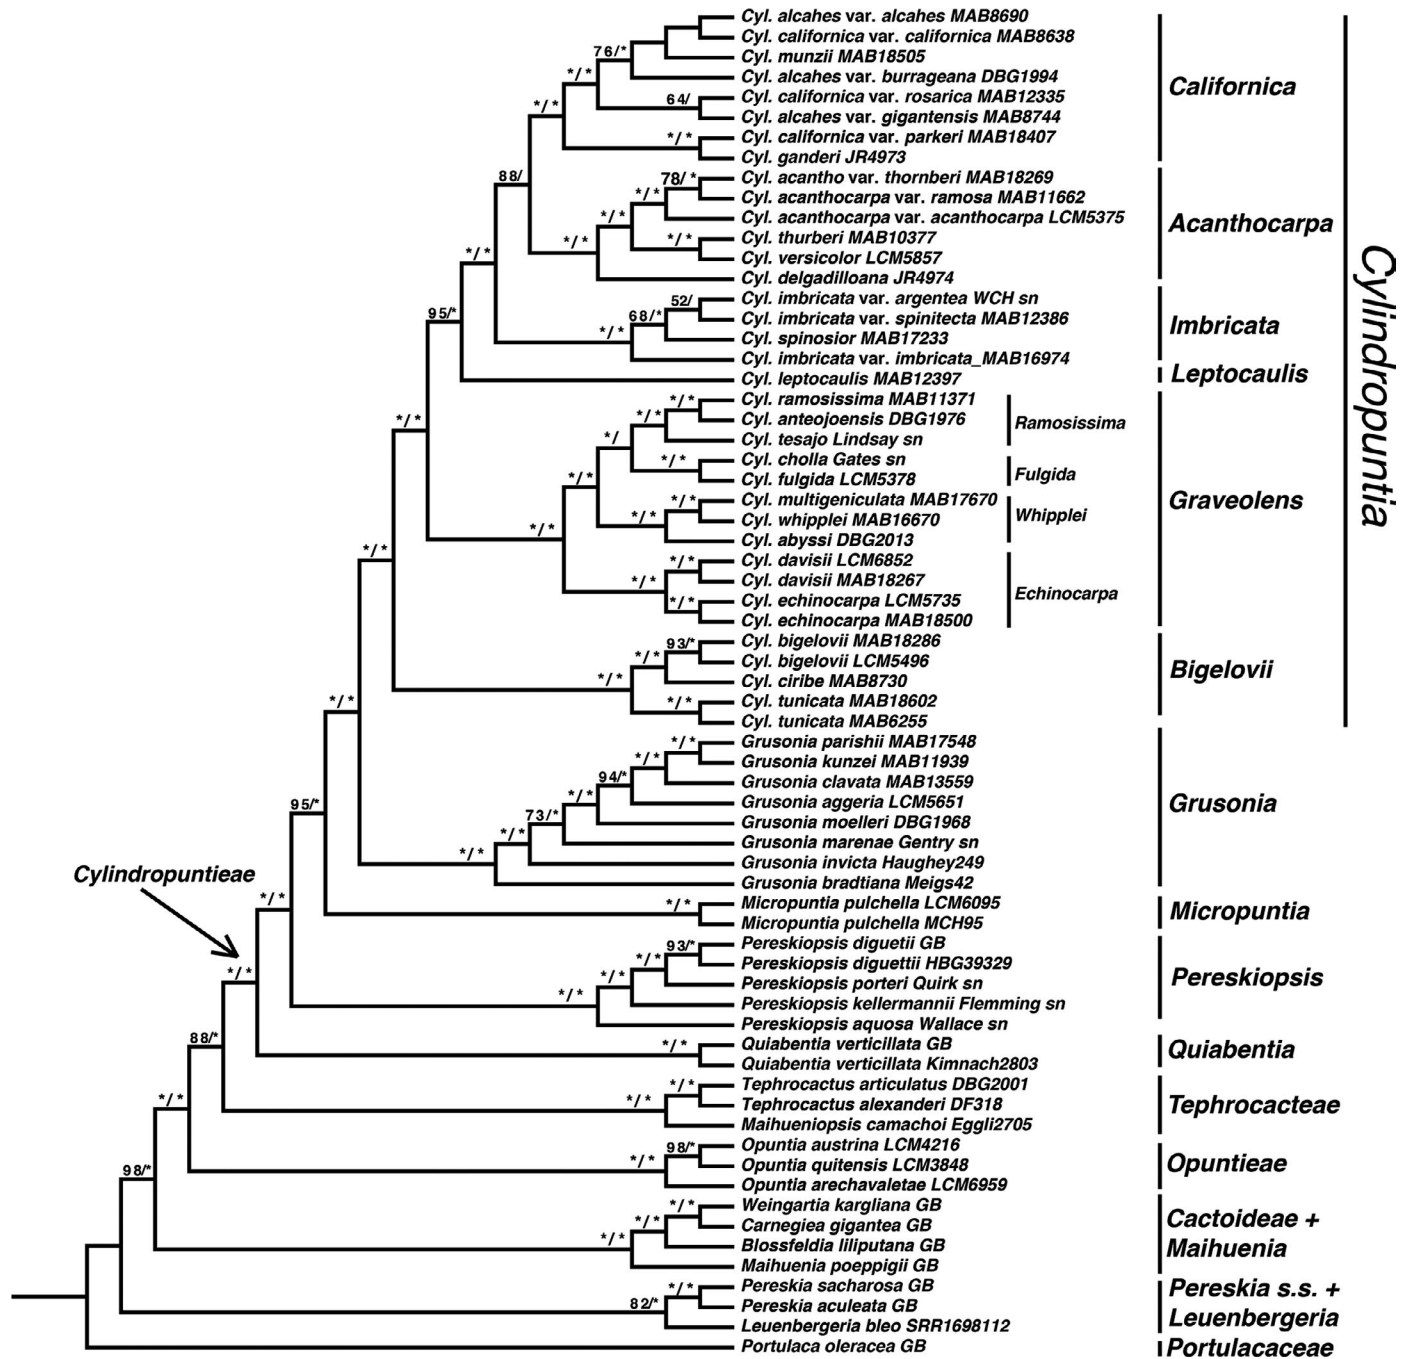 Cyl. alcahes var. alcahes MAB8690
Cyl. californica var. californica MAB8638
76/*
Cyl. munzii MAB18505
*/*
Cyl. alcahes var. burrageana DBG1994
Californica
*/*
64/
Cyl. californica var. rosarica MAB12335
Cyl. alcahes var. gigantensis MAB8744
*/*
Cyl. californica var. parkeri MAB18407
Cyl. ganderi JR4973
88/
78/*
Cyl. acantho var. thornberi MAB18269
*/*
Cyl. acanthocarpa var. ramosa MAB11662
*/*
Cyl. acanthocarpa var. acanthocarpa LCM5375
Acanthocarpa
*/*
*/*
Cyl. thurberi MAB10377
*/*
Cyl. versicolor LCM5857
Cyl. delgadilloana JR4974
52/
Cyl. imbricata var. argentea WCH sn
95/*
68/*
Cyl. imbricata var. spinitecta MAB12386
Imbricata
*/*
Cyl. spinosior MAB17233
Cyl. imbricata var. imbricata_MAB16974
Cyl. leptocaulis MAB12397
Leptocaulis
Cylindropuntia
*/*
Cyl. ramosissima MAB11371
*/*
*/*
Cyl. anteojoensis DBG1976
Ramosissima
*/
Cyl. tesajo Lindsay sn
*/*
*/*
Cyl. cholla Gates sn
Fulgida
Cyl. fulgida LCM5378
*/*
Cyl. multigeniculata MAB17670
Graveolens
*/*
*/*
Cyl. whipplei MAB16670
Whipplei
Cyl. abyssi DBG2013
*/*
*/*
Cyl. davisii LCM6852
*/*
Cyl. davisii MAB18267
Echinocarpa
*/*
Cyl. echinocarpa LCM5735
Cyl. echinocarpa MAB18500
93/*
Cyl. bigelovii MAB18286
*/*
Cyl. bigelovii LCM5496
*/*
Cyl. ciribe MAB8730
Bigelovii
*/*
*/*
Cyl. tunicata MAB18602
Cyl. tunicata MAB6255
*/*
Grusonia parishii MAB17548
*/*
Grusonia kunzei MAB11939
94/*
Grusonia clavata MAB13559
95/*
*/*
Grusonia aggeria LCM5651
Grusonia
73/*
Grusonia moelleri DBG1968
*/*
Grusonia marenae Gentry sn
*/*
Grusonia invicta Haughey249
Cylindropuntieae
Grusonia bradtiana Meigs42
*/*
*/*
Micropuntia pulchella LCM6095
Micropuntia
Micropuntia pulchella MCH95
93/*
Pereskiopsis diguetii GB
*/*
*/*
Pereskiopsis diguettii HBG39329
*/*
Pereskiopsis porteri Quirk sn
Pereskiopsis
*/*
Pereskiopsis kellermannii Flemming sn
Pereskiopsis aquosa Wallace sn
88/*
*/*
Quiabentia verticillata GB
Quiabentia
Quiabentia verticillata Kimnach2803
*/*
Tephrocactus articulatus DBG2001
*/*
*/*
Tephrocactus alexanderi DF318
Tephrocacteae
Maihueniopsis camachoi Eggli2705
98/*
Opuntia austrina LCM4216
98/*
*/*
Opuntia quitensis LCM3848
Opuntieae
Opuntia arechavaletae LCM6959
*/*
Weingartia kargliana GB
*/*
Carnegiea gigantea GB
Cactoideae +
*/*
Blossfeldia liliputana GB
Maihuenia
Maihuenia poeppigii GB
*/*
Pereskia sacharosa GB
Pereskia s.s. +
82/*
Pereskia aculeata GB
Leuenbergeria
Leuenbergeria bleo SRR1698112
Portulaca oleracea GB
Portulacaceae